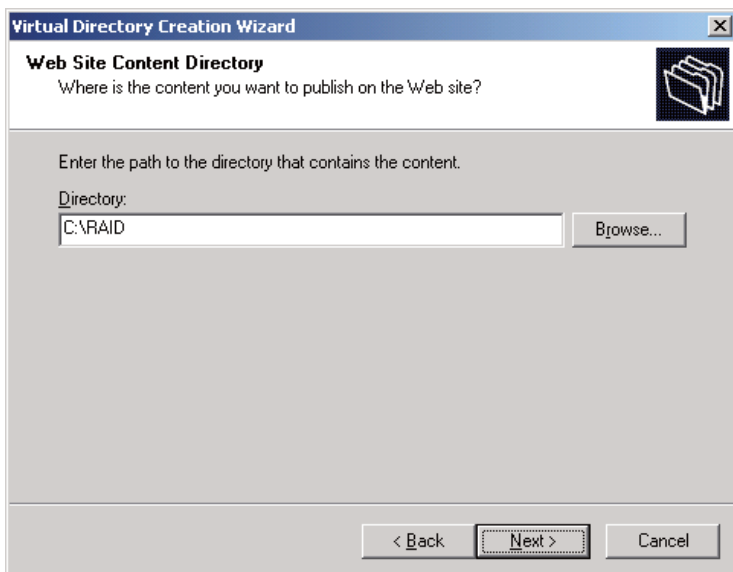 Virtual Directory Creation Wizard
Web Site Content Directory
Where is the content you want to publish on the Web site?
Enter the path to the directory that contains the content.
Directory:
C:\RAID
Browse...
< Back
Next >
Cancel